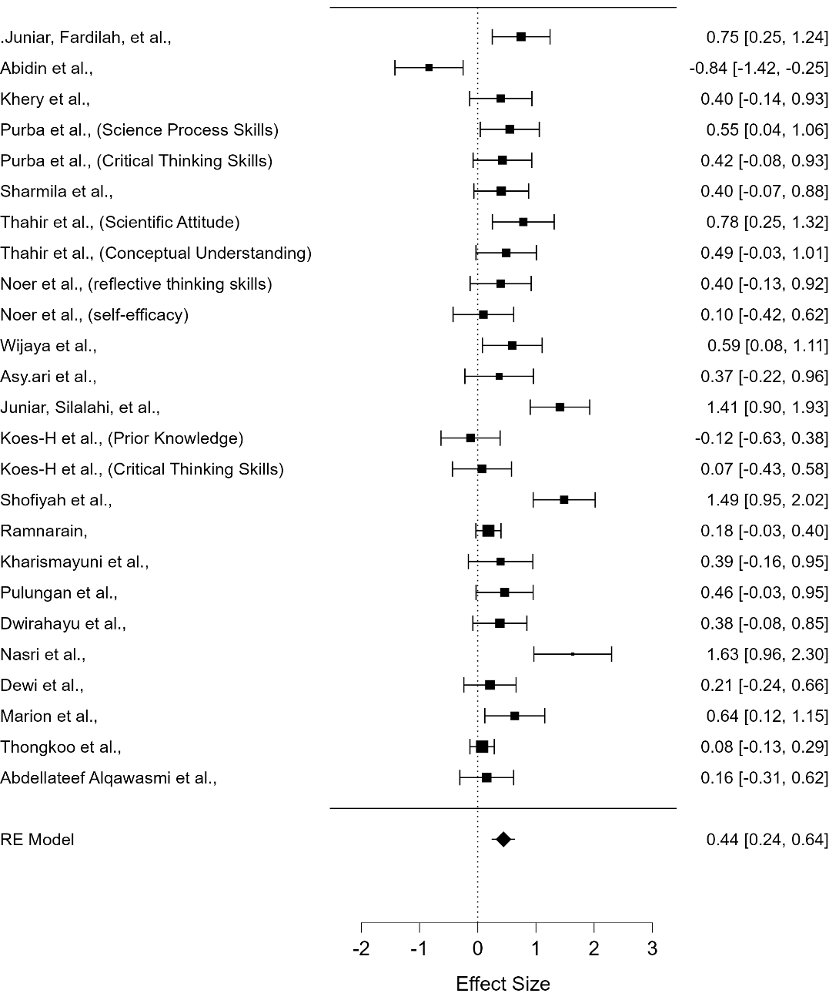 .Juniar, Fardilah, et al., 0.75 [0.25, 1.24]
Abidin et al., -0.84 [-1.42, -0.25]
Khery et al., 0.40 [-0.14, 0.93]
Purba et al., (Science Process Skills) 0.55 [0.04, 1.06]
Purba et al., (Critical Thinking Skills) 0.42 [-0.08, 0.93]
Sharmila et al., 0.40 [-0.07, 0.88]
Thahir et al., (Scientific Attitude) 0.78 [0.25, 1.32]
Thahir et al., (Conceptual Understanding) 0.49 [-0.03, 1.01]
Noer et al., (reflective thinking skills) 0.40 [-0.13, 0.92]
Noer et al., (self-efficacy) 0.10 [-0.42, 0.62]
Wijaya et al., 0.59 [0.08, 1.11]
Asy.ari et al., 0.37 [-0.22, 0.96]
Juniar, Silalahi, et al., 1.41 [0.90, 1.93]
Koes-H et al., (Prior Knowledge) -0.12 [-0.63, 0.38]
Koes-H et al., (Critical Thinking Skills) 0.07 [-0.43, 0.58]
Shofiyah et al., 1.49 [0.95, 2.02]
Ramnarain, 0.18 [-0.03, 0.40]
Kharismayuni et al., 0.39 [-0.16, 0.95]
Pulungan et al., 0.46 [-0.03, 0.95]
Dwirahayu et al., 0.38 [-0.08, 0.85]
Nasri et al., 1.63 [0.96, 2.30]
Dewi et al., 0.21 [-0.24, 0.66]
Marion et al., 0.64 [0.12, 1.15]
Thongkoo et al., 0.08 [-0.13, 0.29]
Abdellateef Alqawasmi et al., 0.16 [-0.31, 0.62]
RE Model 0.44 [0.24, 0.64]
-2 -1 0 1 2 3
Effect Size